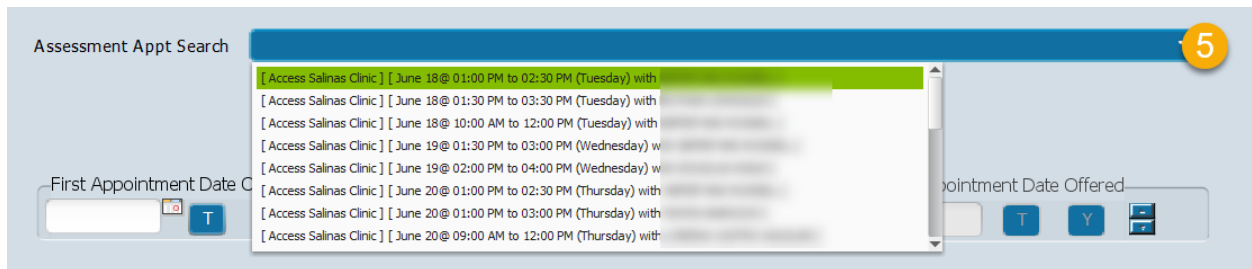 Assessment Appt Search
5
[ Access Salinas Clinic ] [ June 18@ 01:00 PM to 02:30 PM (Tuesday) with
[ Access Salinas Clinic ] [ June 18@ 01:30 PM to 03:30 PM (Tuesday) with
[ Access Salinas Clinic ] [ June 18@ 10:00 AM to 12:00 PM (Tuesday) with
[ Access Salinas Clinic ] [ June 19@ 01:30 PM to 03:00 PM (Wednesday) w
[ Access Salinas Clinic ] [ June 19@ 02:00 PM to 04:00 PM (Wednesday) w
[ Access Salinas Clinic ] [ June 20@ 01:00 PM to 02:30 PM (Thursday) with
[ Access Salinas Clinic ] [ June 20@ 01:00 PM to 03:00 PM (Thursday) with
[ Access Salinas Clinic ] [ June 20@ 09:00 AM to 12:00 PM (Thursday) with
First Appointment Date O
pointment Date Offered
T
T Y